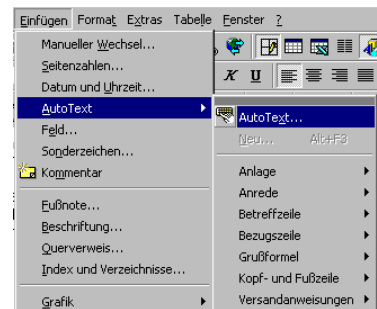 Einfügen Format Extras Tabelle Fenster ?
Manueller Wechsel...
Seitenzahlen...
Datum und Uhrzeit...
AutoText
Feld...
Sonderzeichen...
Kommentar
Fußnote...
Beschriftung...
Querverweis...
Index und Verzeichnisse...
Grafik
X U
AutoText...
Neu... Alt+F3
Anlage
Anrede
Betreffzeile
Bezugszeile
Grußformel
Kopf- und Fußzeile
Versandanweisungen